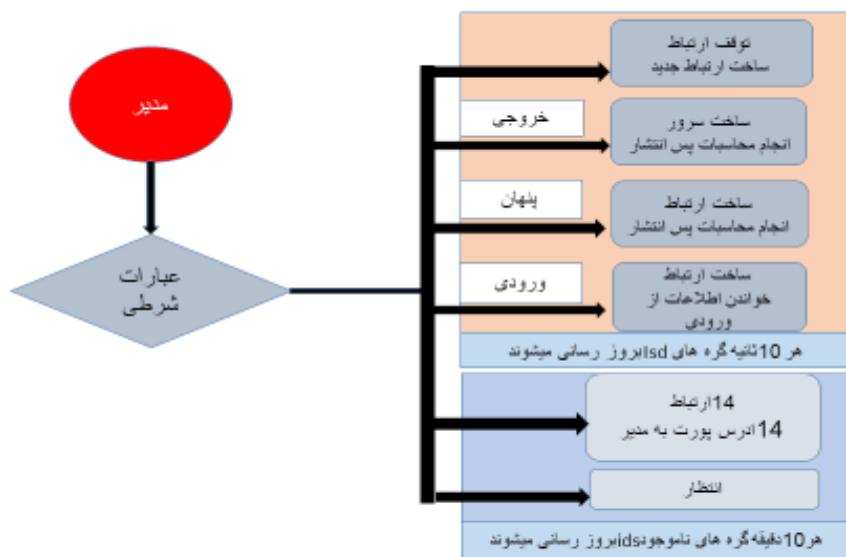 توقف ارتباط
ساخت ارتباط جدید
مدیر
خروجی
ساخت سرور
انجام محاسبات پس انتشار
پنهان
ساخت ارتباط
انجام محاسبات پس انتشار
عبارات
شرطی
ورودی
ساخت ارتباط
خواندن اطلاعات از
ورودی
هر 10ثانیه گره های lsdبروز رسانی میشوند
14ارتباط
14ادرس پورت به مدیر
انتظار
هر10دقیقه گره های ناموجودidsبروز رسانی میشوند